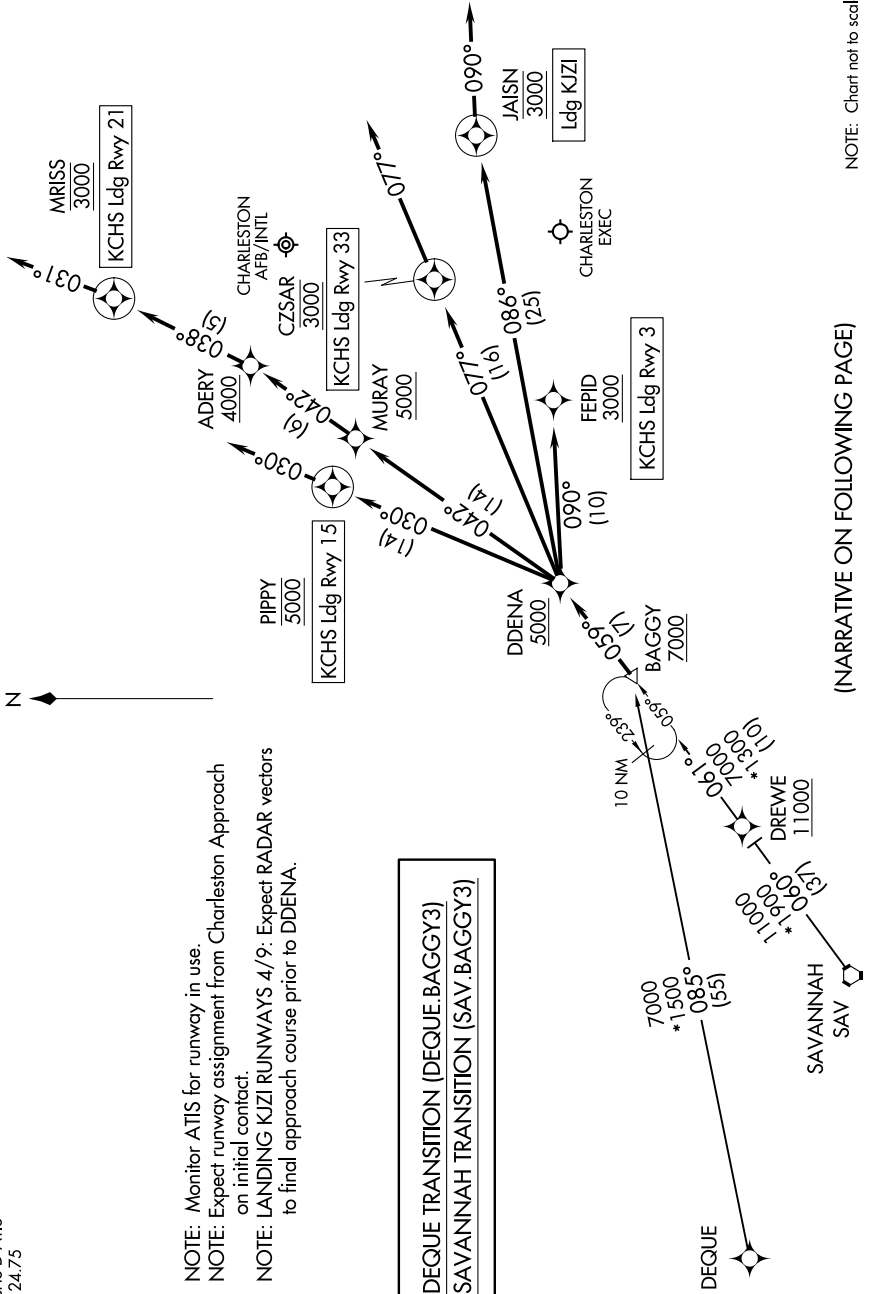 24.75
N
NOTE: Monitor ATIS for runway in use.
NOTE: Expect runway assignment from Charleston Approach
on initial contact.
NOTE: LANDING KJZI RUNWAYS 4/9: Expect RADAR vectors
to final approach course prior to DDENA.
DEQUE TRANSITION (DEQUE.BAGGY3)
SAVANNAH TRANSITION (SAV.BAGGY3)
MRISS
3000
KCHS Ldg Rwy 21
031°
038°
(5)
ADERY
4000
042°
(6)
MURAY
5000
042°
(14)
PIPPY
5000
KCHS Ldg Rwy 15
030°
030°
(14)
CHARLESTON
AFB/INTL
CZSAR
3000
KCHS Ldg Rwy 33
077°
077°
(16)
JAISN
3000
Ldg KJZI
090°
086°
(25)
CHARLESTON
EXEC
FEPID
3000
KCHS Ldg Rwy 3
090°
(10)
DDENA
5000
059°
(7)
BAGGY
7000
239°
059°
10 NM
061°
7000
*1300
(10)
DREWE
11000
11000
*1900
060°
(37)
SAVANNAH
SAV
7000
*1500
085°
(55)
DEQUE
(NARRATIVE ON FOLLOWING PAGE)
NOTE: Chart not to scal